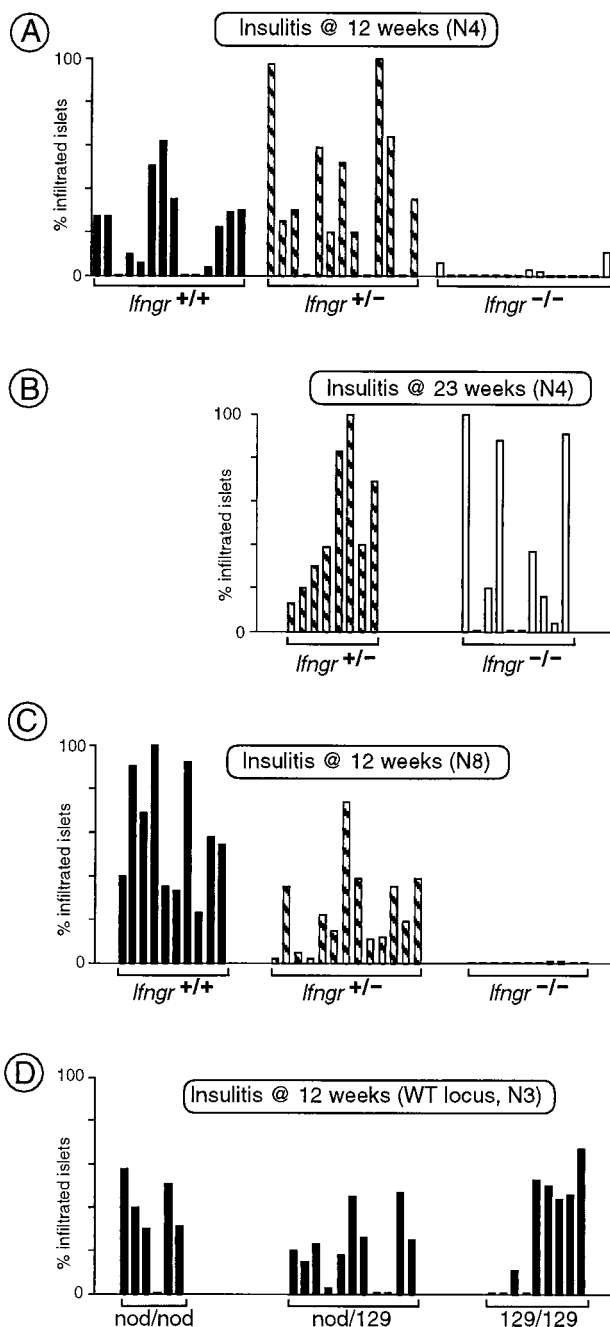 A
Insulitis @ 12 weeks (N4)
100
% infiltrated islets
0
Ifngr +/+
Ifngr +/-
Ifngr -/-
B
Insulitis @ 23 weeks (N4)
100
% infiltrated islets
0
Ifngr +/-
Ifngr -/-
C
Insulitis @ 12 weeks (N8)
100
% infiltrated islets
0
Ifngr +/+
Ifngr +/-
Ifngr -/-
D
Insulitis @ 12 weeks (WT locus, N3)
100
% infiltrated islets
0
nod/nod
nod/129
129/129